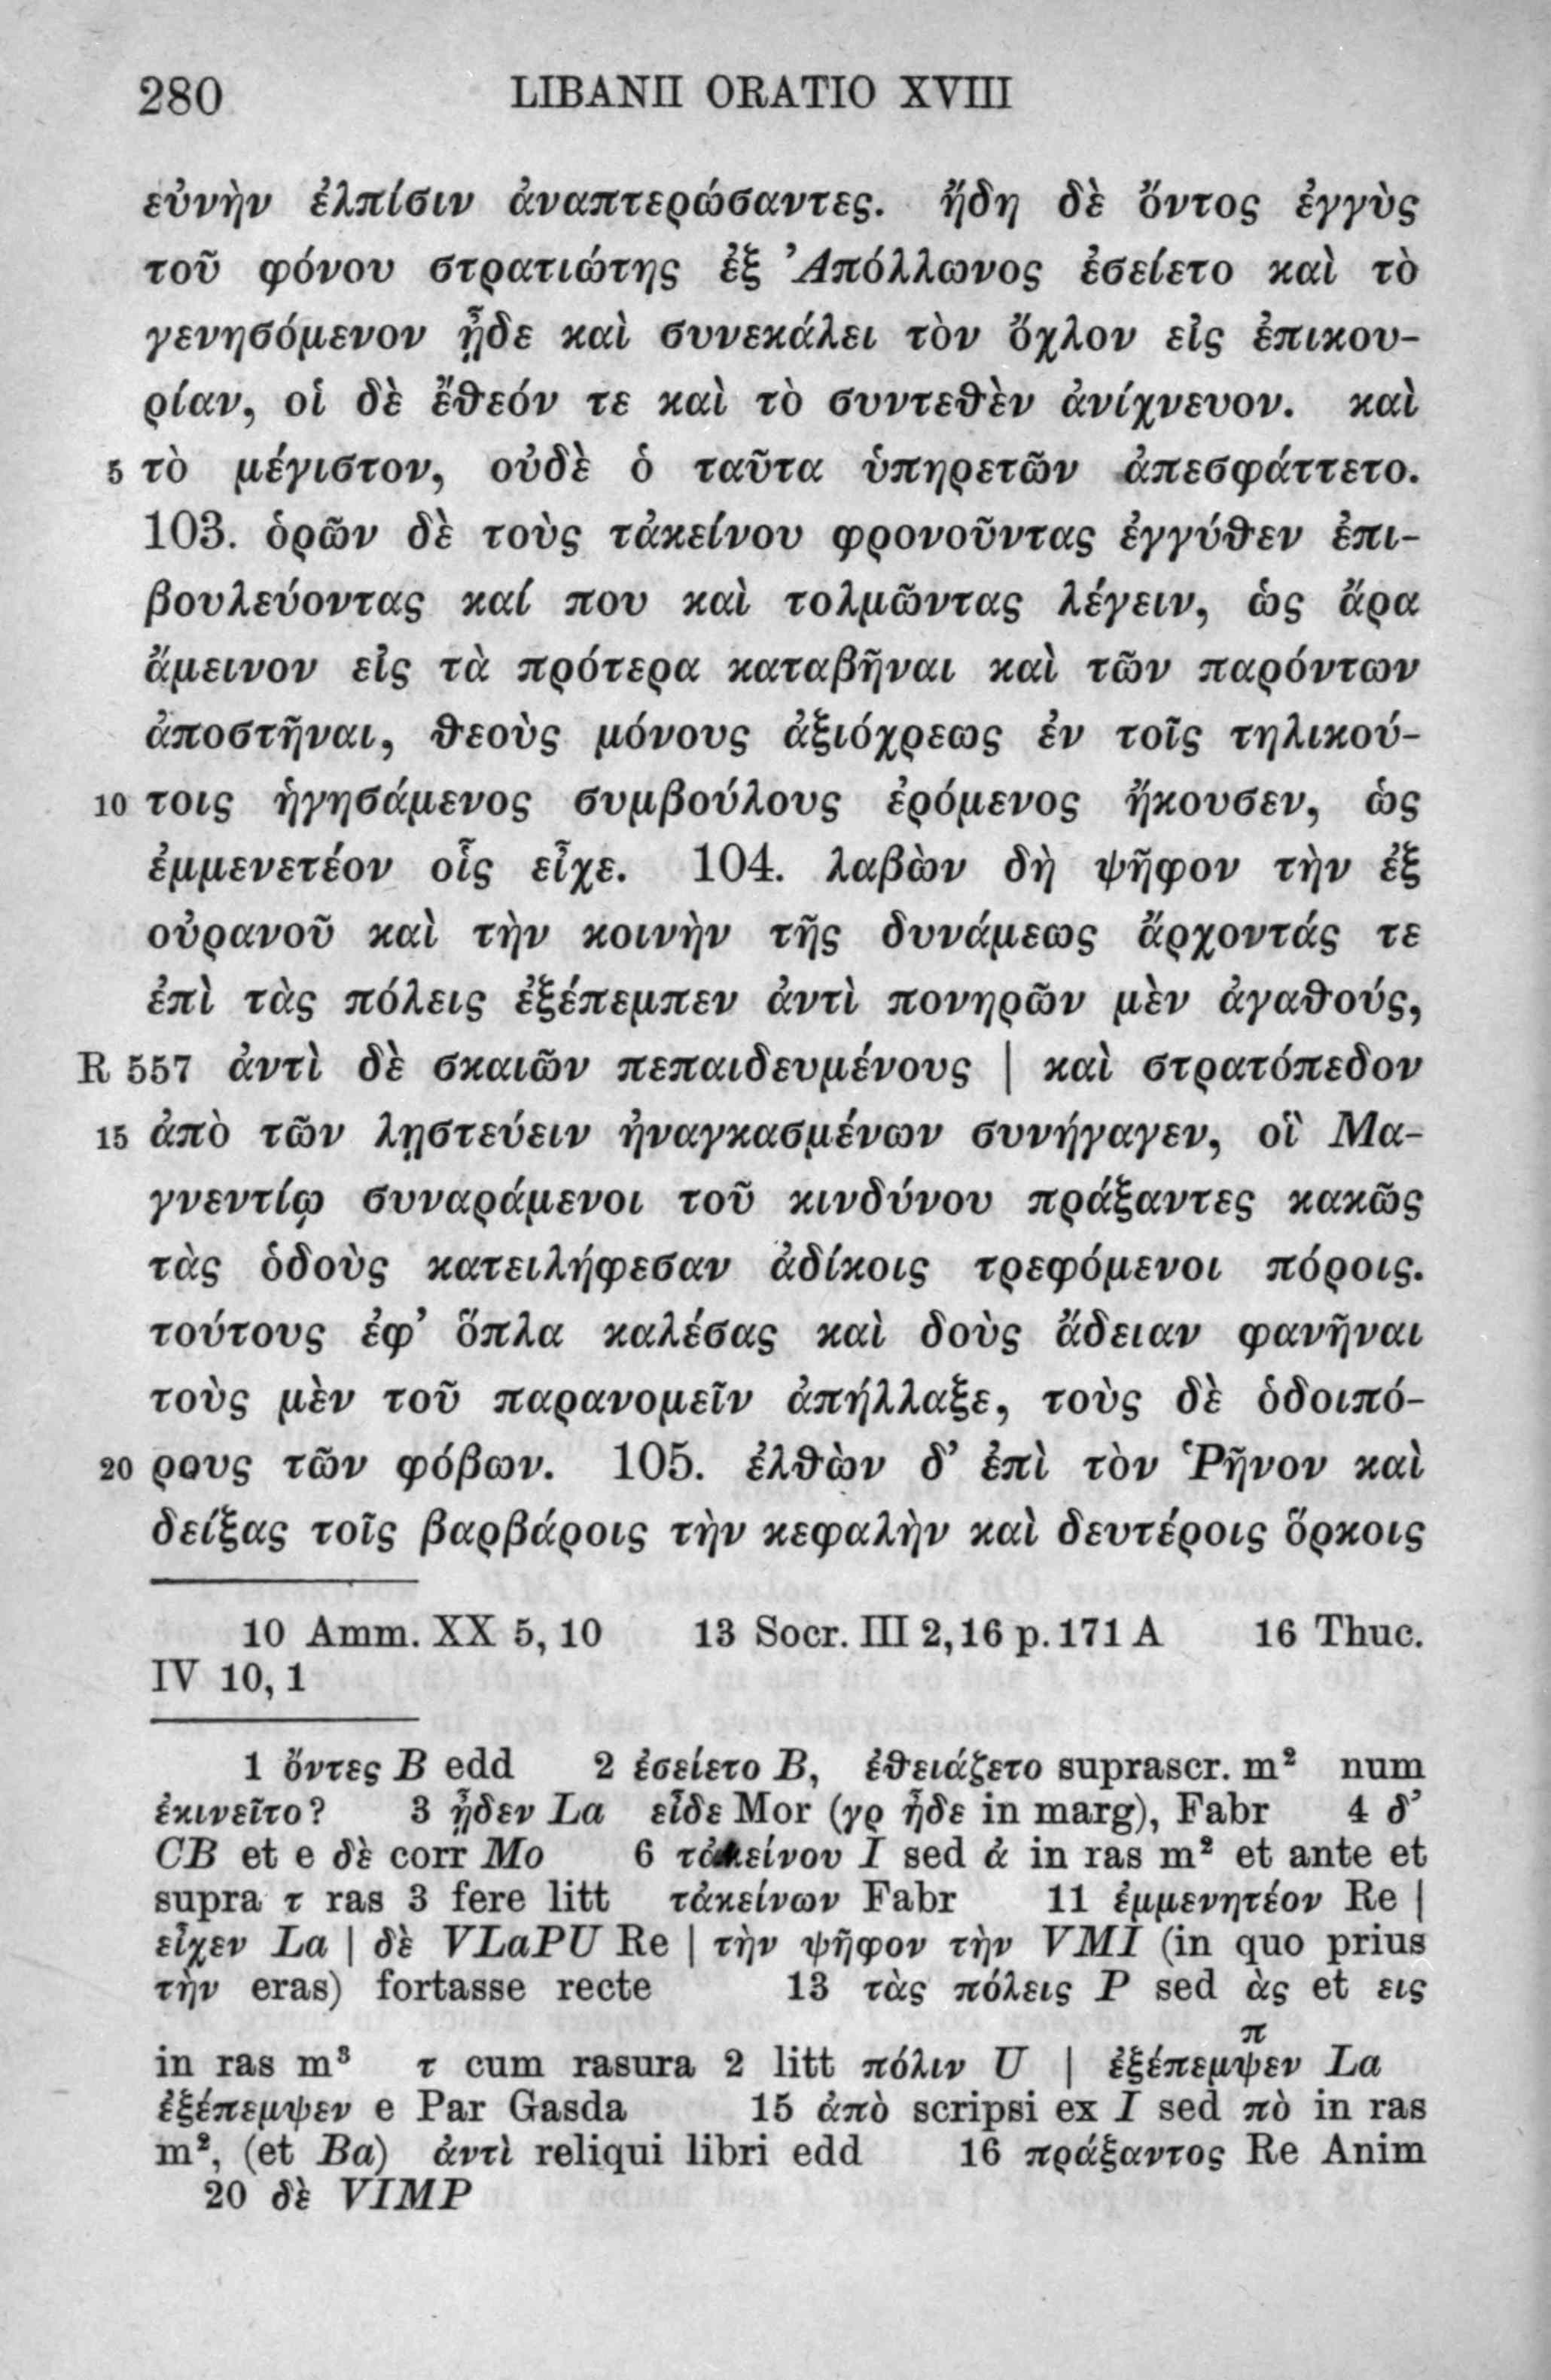 280 LIBANII ORATIO XVIII
εὐνὴν ἐλπίσιν ἀναπτερώσαντες. ἤδη δὲ ὄντος ἐγγὺς
τοῦ φόνου στρατιώτης ἐξ Ἀπόλλωνος ἐσείετο καὶ τὸ
γενησόμενον ᾖδε καὶ συνεκάλει τὸν ὄχλον εἰς ἐπικου-
ρίαν, οἱ δὲ ἔθεόν τε καὶ τὸ συντεθὲν ἀνίχνευον. καὶ
5 τὸ μέγιστον, οὐδὲ ὁ ταῦτα ὑπηρετῶν ἀπεσφάττετο.
103. ὁρῶν δὲ τοὺς τἀκείνου φρονοῦντας ἐγγύθεν ἐπι-
βουλεύοντας καί που καὶ τολμῶντας λέγειν, ὡς ἄρα
ἄμεινον εἰς τὰ πρότερα καταβῆναι καὶ τῶν παρόντων
ἀποστῆναι, θεοὺς μόνους ἀξιόχρεως ἐν τοῖς τηλικού-
10 τοις ἡγησάμενος συμβούλους ἐρόμενος ἤκουσεν, ὡς
ἐμμενετέον οἷς εἶχε. 104. λαβὼν δὴ ψῆφον τὴν ἐξ
οὐρανοῦ καὶ τὴν κοινὴν τῆς δυνάμεως ἄρχοντάς τε
ἐπὶ τὰς πόλεις ἐξέπεμπεν ἀντὶ πονηρῶν μὲν ἀγαθούς,
R 557 ἀντὶ δὲ σκαιῶν πεπαιδευμένους | καὶ στρατόπεδον
15 ἀπὸ τῶν λῃστεύειν ἠναγκασμένων συνήγαγεν, οἳ Μα-
γνεντίῳ συναράμενοι τοῦ κινδύνου πράξαντες κακῶς
τὰς ὁδοὺς κατειλήφεσαν ἀδίκοις τρεφόμενοι πόροις.
τούτους ἐφ’ ὅπλα καλέσας καὶ δοὺς ἄδειαν φανῆναι
τοὺς μὲν τοῦ παρανομεῖν ἀπήλλαξε, τοὺς δὲ ὁδοιπό-
20 ρους τῶν φόβων. 105. ἐλθὼν δ’ ἐπὶ τὸν Ῥῆνον καὶ
δείξας τοῖς βαρβάροις τὴν κεφαλὴν καὶ δευτέροις ὅρκοις
10 Amm. XX 5, 10 13 Socr. III 2,16 p. 171 A 16 Thuc.
IV 10, 1
1 ὄντες B edd 2 ἐσείετο B, ἐθειάζετο suprascr. m² num
ἐκινεῖτο? 3 ᾖδεν La εἶδε Mor (γρ ᾖδε in marg), Fabr 4 δ’
CB et e δὲ corr Mo 6 τἀκείνου I sed ἀ in ras m² et ante et
supra τ ras 3 fere litt τἀκείνων Fabr 11 ἐμμενητέον Re |
εἶχεν La | δὲ VLaPU Re | τὴν ψῆφον τὴν VMI (in quo prius
τὴν eras) fortasse recte 13 τὰς πόλεις P sed ὰς et εις
in ras m³ τ cum rasura 2 litt πόλιν U | ἐξέπεμψεν La
π
ἐξέπεμψεν e Par Gasda 15 ἀπὸ scripsi ex I sed πὸ in ras
m², (et Ba) ἀντὶ reliqui libri edd 16 πράξαντος Re Anim
20 δὲ VIMP